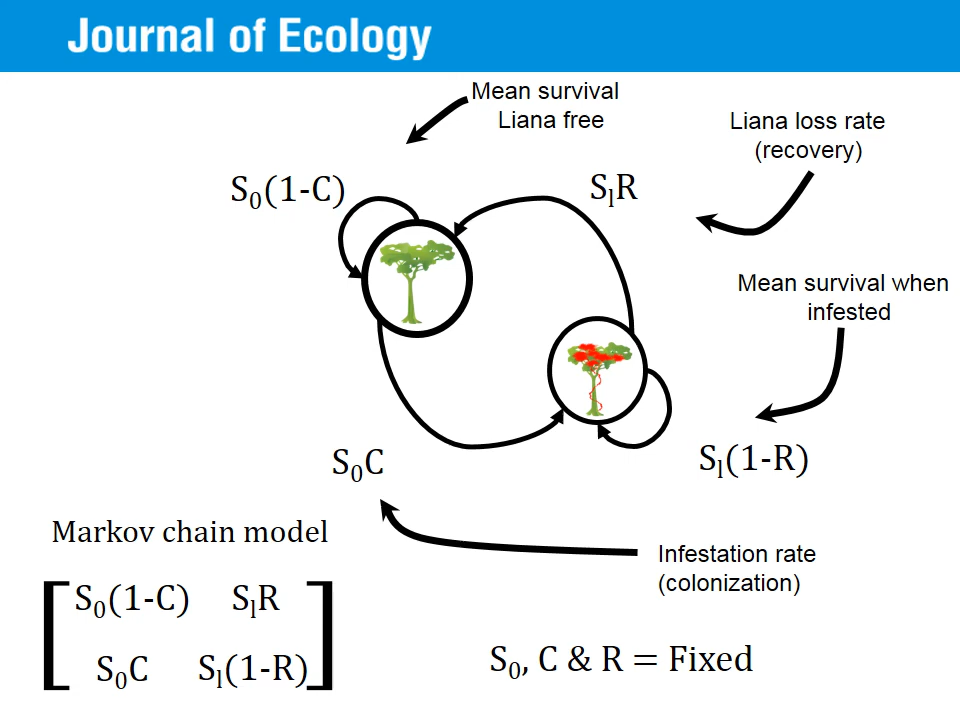 Journal of Ecology
Mean survival
Liana free
Liana loss rate
(recovery)
S₀(1-C)
SₗR
Mean survival when
infested
S₀C
Sₗ(1-R)
Markov chain model
Infestation rate
(colonization)
S₀(1-C) SₗR
S₀C Sₗ(1-R)
S₀, C & R = Fixed